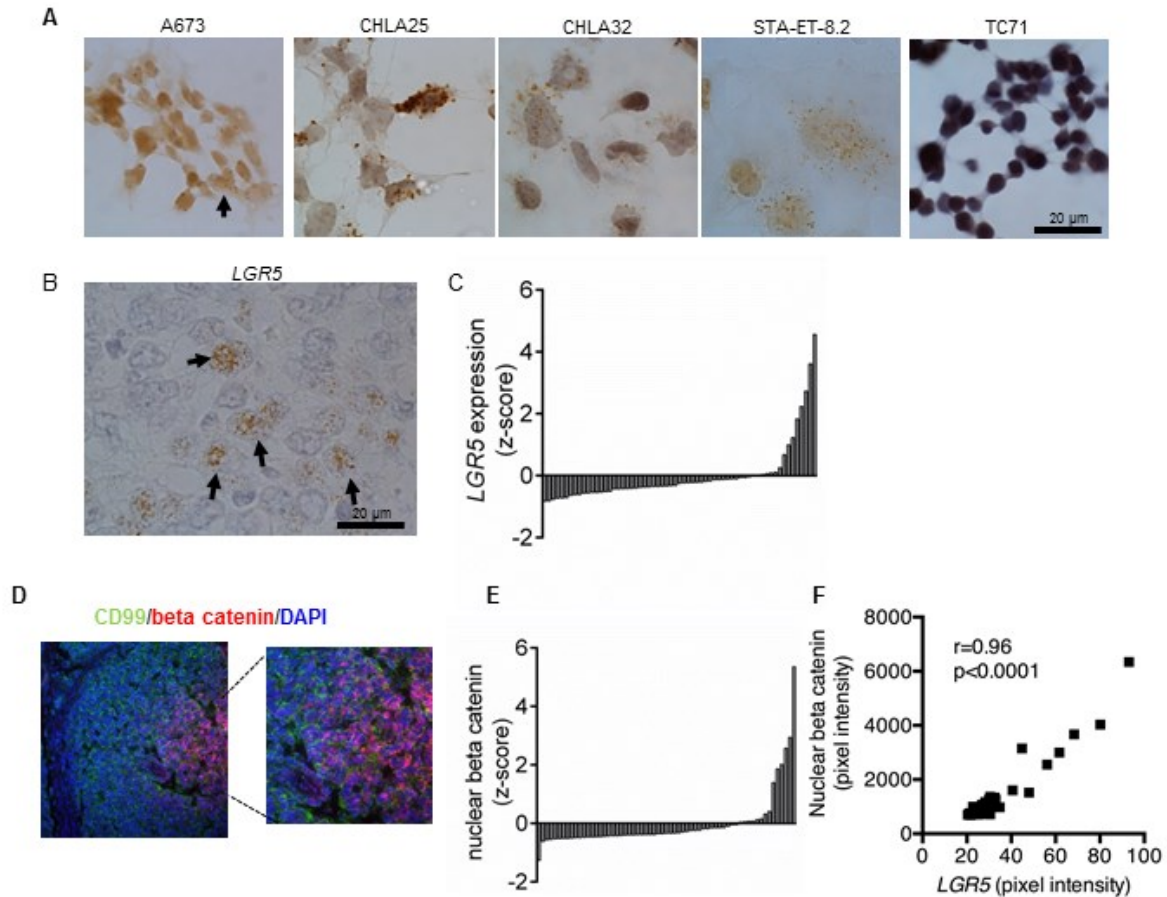 A
A673
CHLA25
CHLA32
STA-ET-8.2
TC71
20 µm
B
LGR5
20 µm
C
LGR5 expression
(z-score)
6
4
2
0
-2
D
CD99/beta catenin/DAPI
E
nuclear beta catenin
(z-score)
6
4
2
0
-2
F
Nuclear beta catenin
(pixel intensity)
8000
6000
4000
2000
0
r=0.96
p<0.0001
0 20 40 60 80 100
LGR5 (pixel intensity)